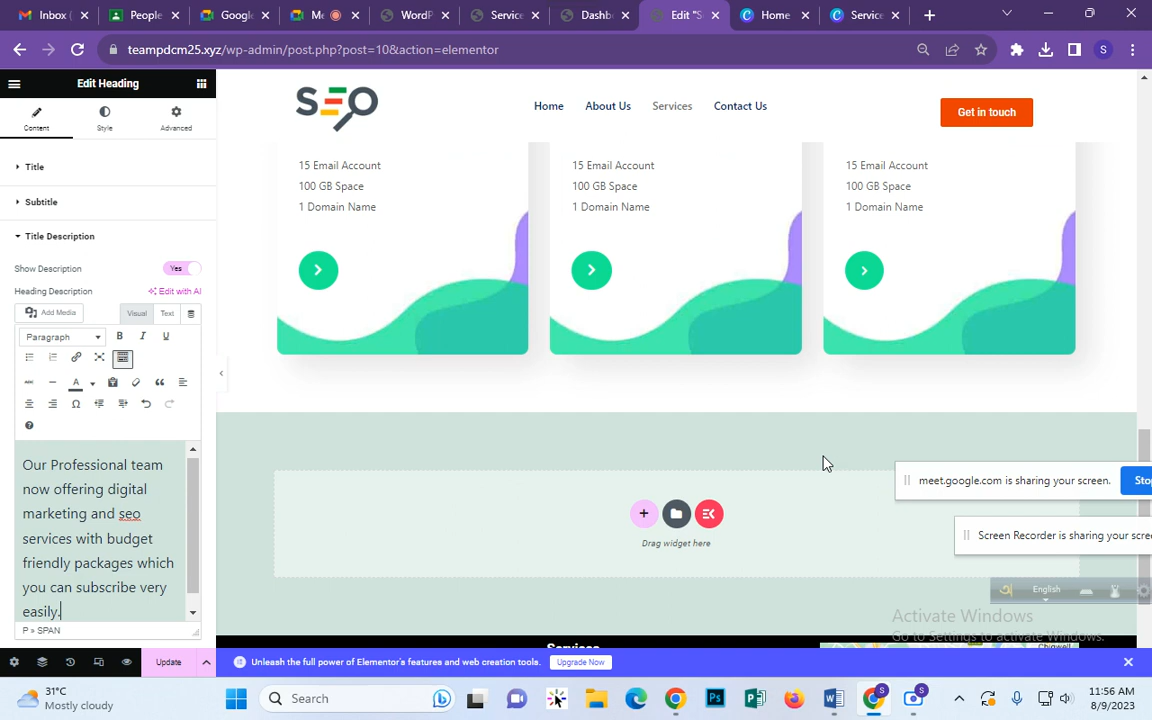 Inbox (
People
Google
Me
WordP
Service
Dashb
Edit "S
Home
Service
teampdcm25.xyz/wp-admin/post.php?post=10&action=elementor
S
Edit Heading
Content
Style
Advanced
Title
Subtitle
Title Description
Show Description
Yes
Heading Description
Edit with AI
Add Media
Visual
Text
Paragraph
B
I
U
ABC
A
Our Professional team
now offering digital
marketing and seo
services with budget
friendly packages which
you can subscribe very
easily.
P » SPAN
Update
SEO
Home
About Us
Services
Contact Us
Get in touch
15 Email Account
100 GB Space
1 Domain Name
15 Email Account
100 GB Space
1 Domain Name
15 Email Account
100 GB Space
1 Domain Name
Drag widget here
meet.google.com is sharing your screen.
Sto
Screen Recorder is sharing your scree
English
Activate Windows
Go to Settings to activate Windows.
Services
Chigwell
Unleash the full power of Elementor's features and web creation tools.
Upgrade Now
31°C
Mostly cloudy
Search
11:56 AM
8/9/2023